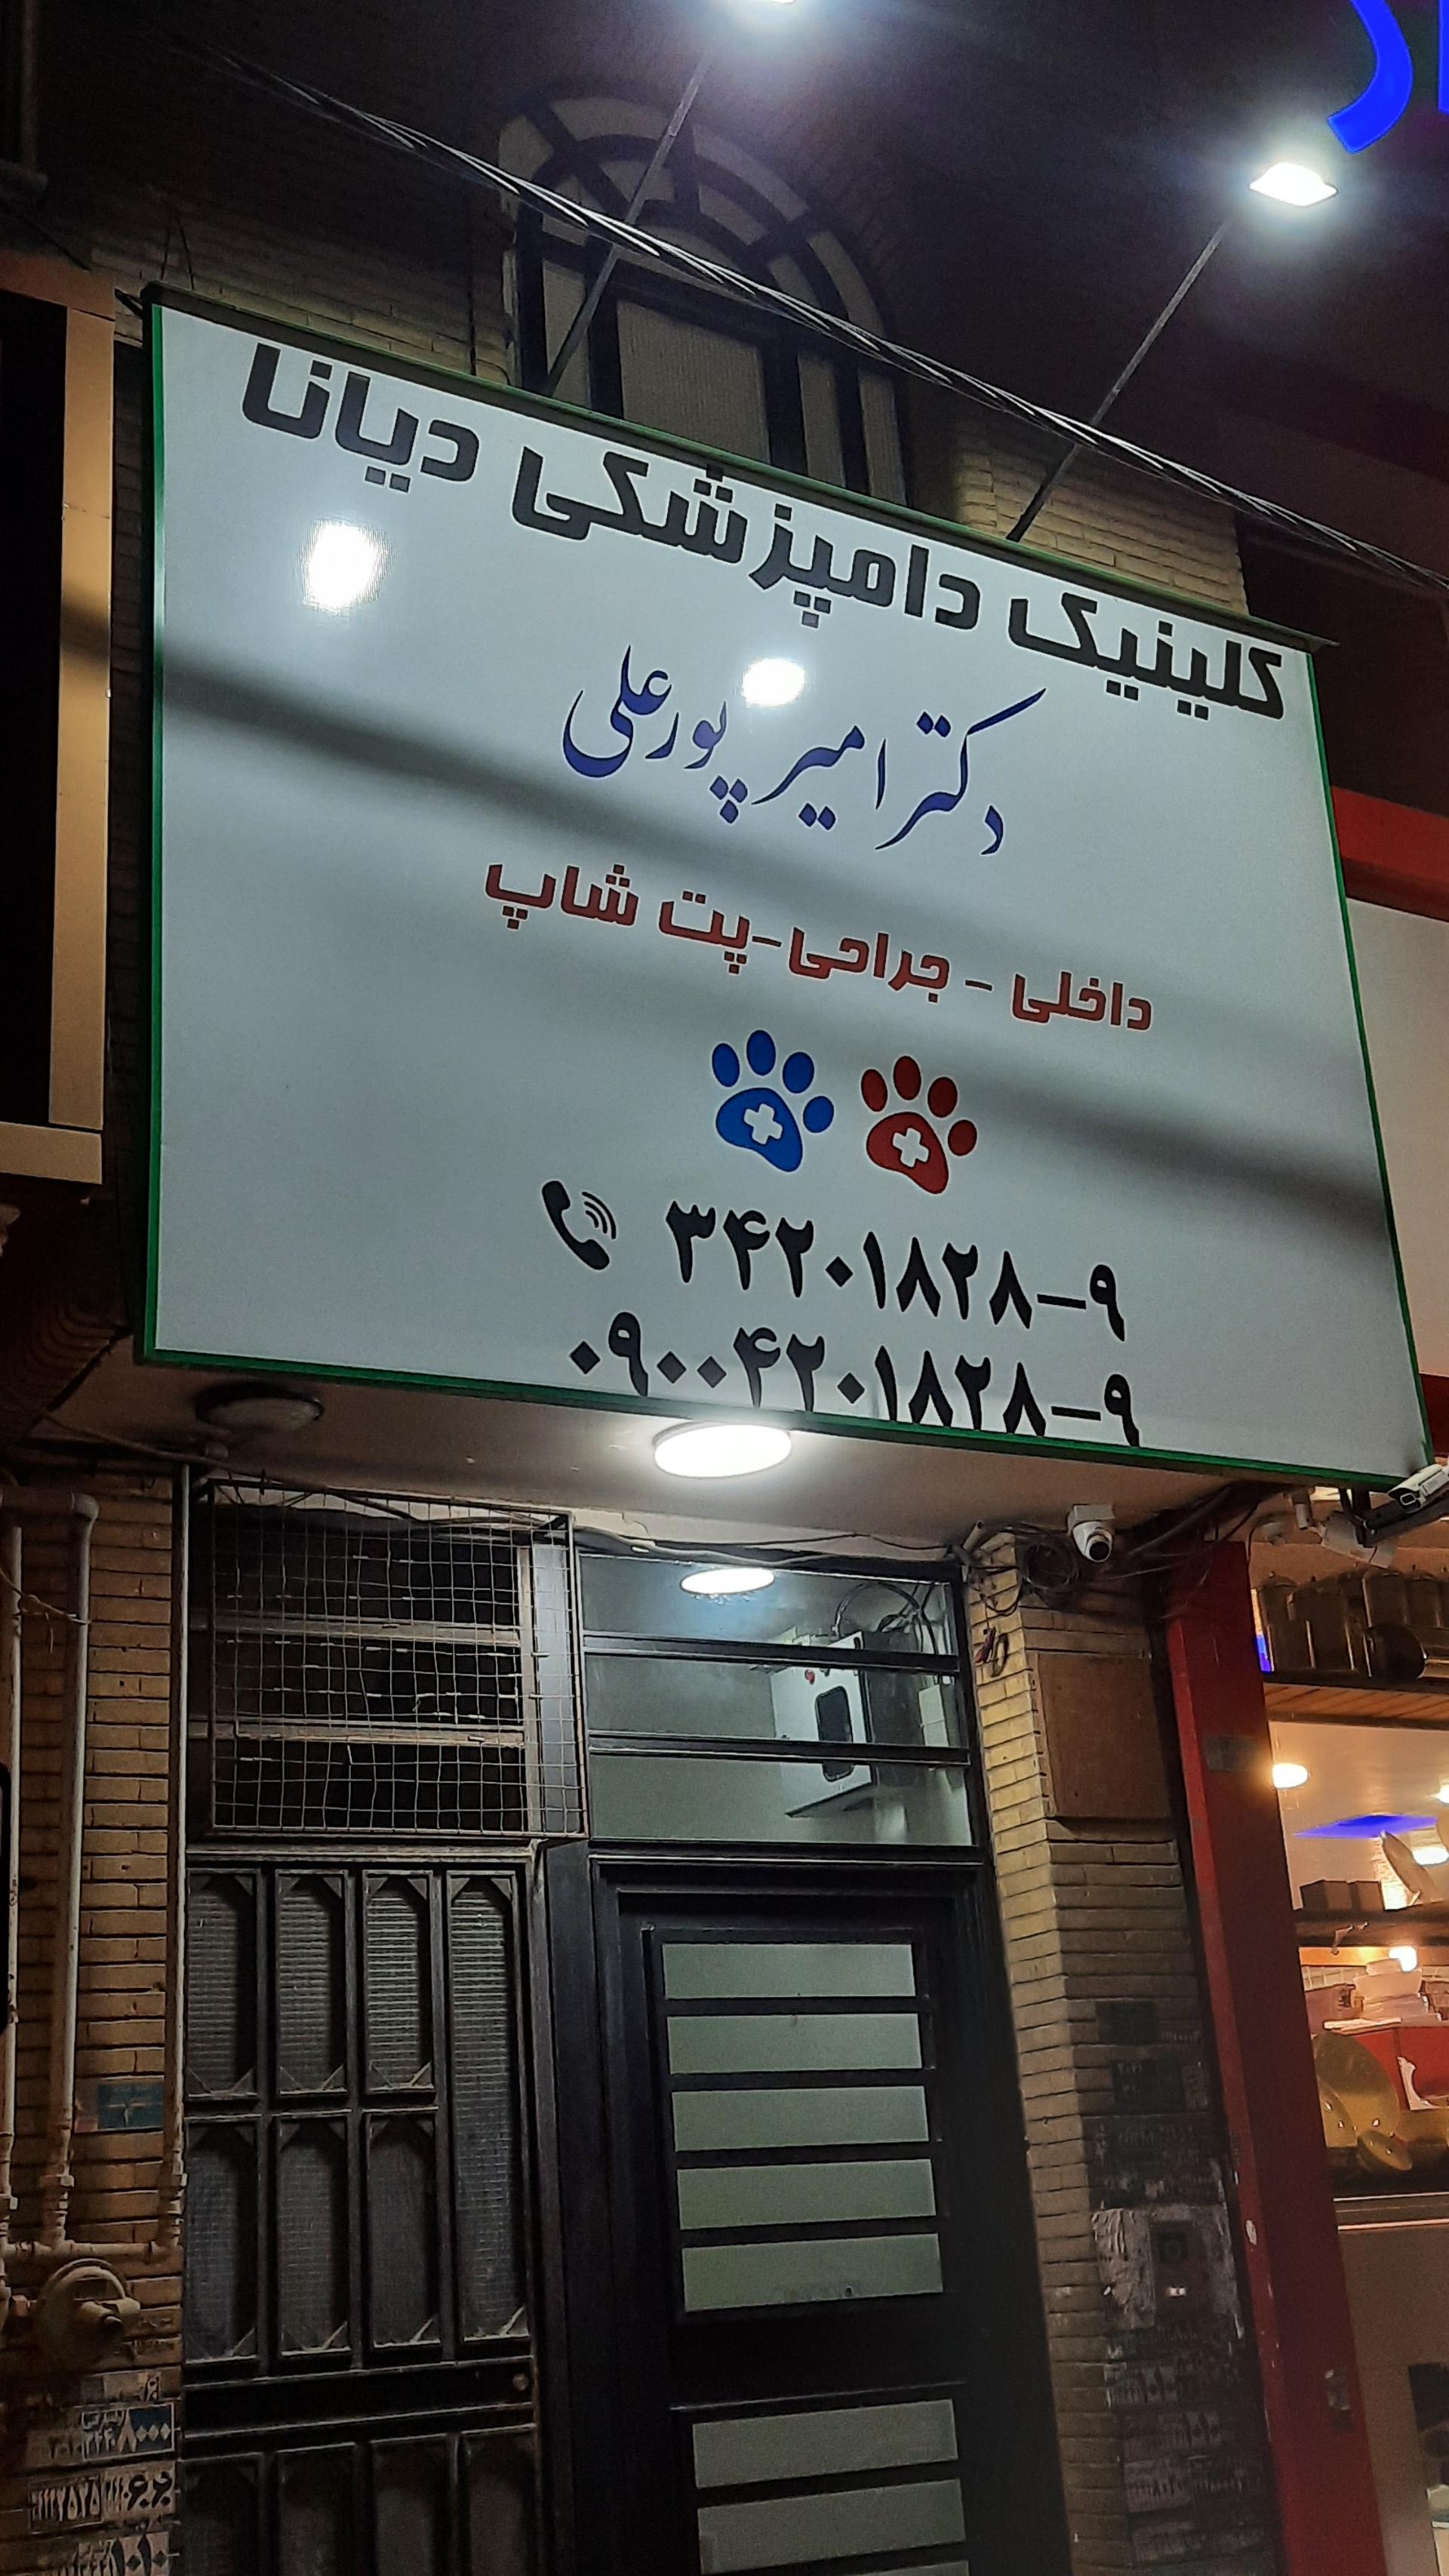 کلینیک دامپزشکی دیانا
دکتر امیر پورعلی
داخلی - جراحی-پت شاپ
۳۴۲۰۱۸۲۸-۹
۰۹۰۰۴۲۰۱۸۲۸-۹